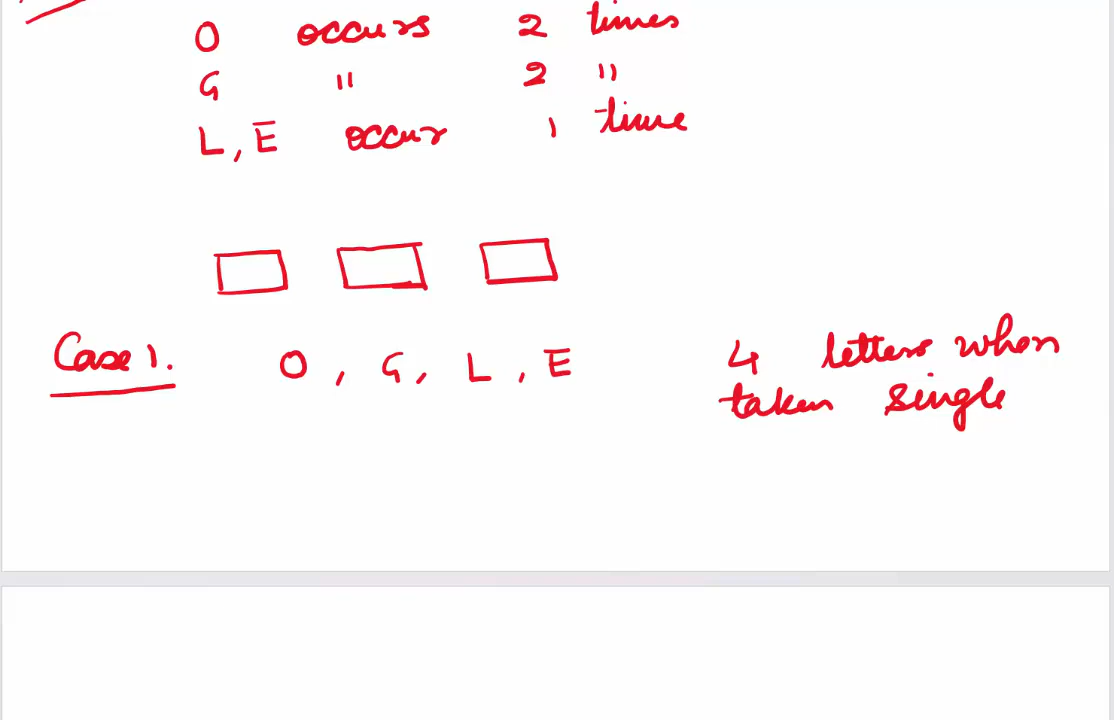 O occurs 2 times
G " 2 "
L, E occur 1 time
Case 1. O, G, L, E 4 letters when
taken single